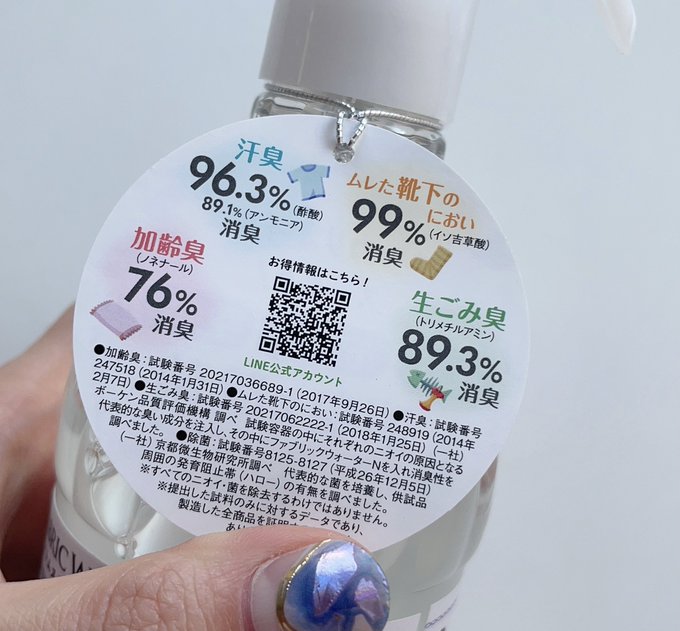 汗臭
96.3%(酢酸)
89.1%(アンモニア)
消臭
ムレた靴下の
におい
99%(イソ吉草酸)
消臭
加齢臭
(ノネナール)
76%
消臭
お得情報はこちら!
LINE公式アカウント
生ごみ臭
(トリメチルアミン)
89.3%
消臭
●加齢臭:試験番号 20217036689-1 (2017年9月26日) ●汗臭:試験番号
247518 (2014年1月31日) ●ムレた靴下のにおい:試験番号 248919 (2014年
2月7日) ●生ごみ臭:試験番号 20217062222-1 (2018年1月25日) (一社)
ボーケン品質評価機構 調べ 試験容器の中にそれぞれのニオイの原因となる
代表的な臭い成分を注入し、その中にファブリックウォーターNを入れ消臭性を
調べました。 ●除菌:試験番号8125-8127 (平成26年12月5日)
(一社) 京都微生物研究所調べ 代表的な菌を培養し、供試品
周囲の発育阻止帯 (ハロー) の有無を調べました。
※すべてのニオイ・菌を除去するわけではありません。
※提出した試料のみに対するデータであり、
製造した全商品を証明
あり
RIC W